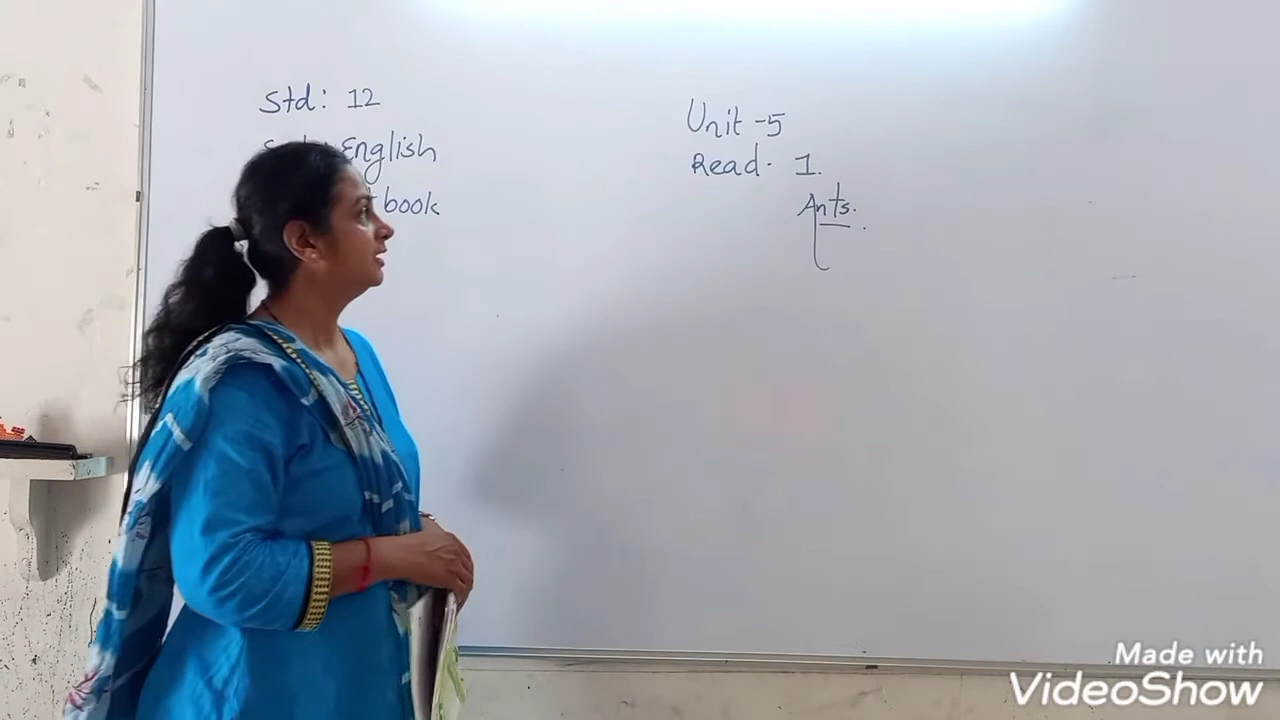 Std: 12
English
book
Unit -5
Read. 1.
Ants.
Made with
VideoShow